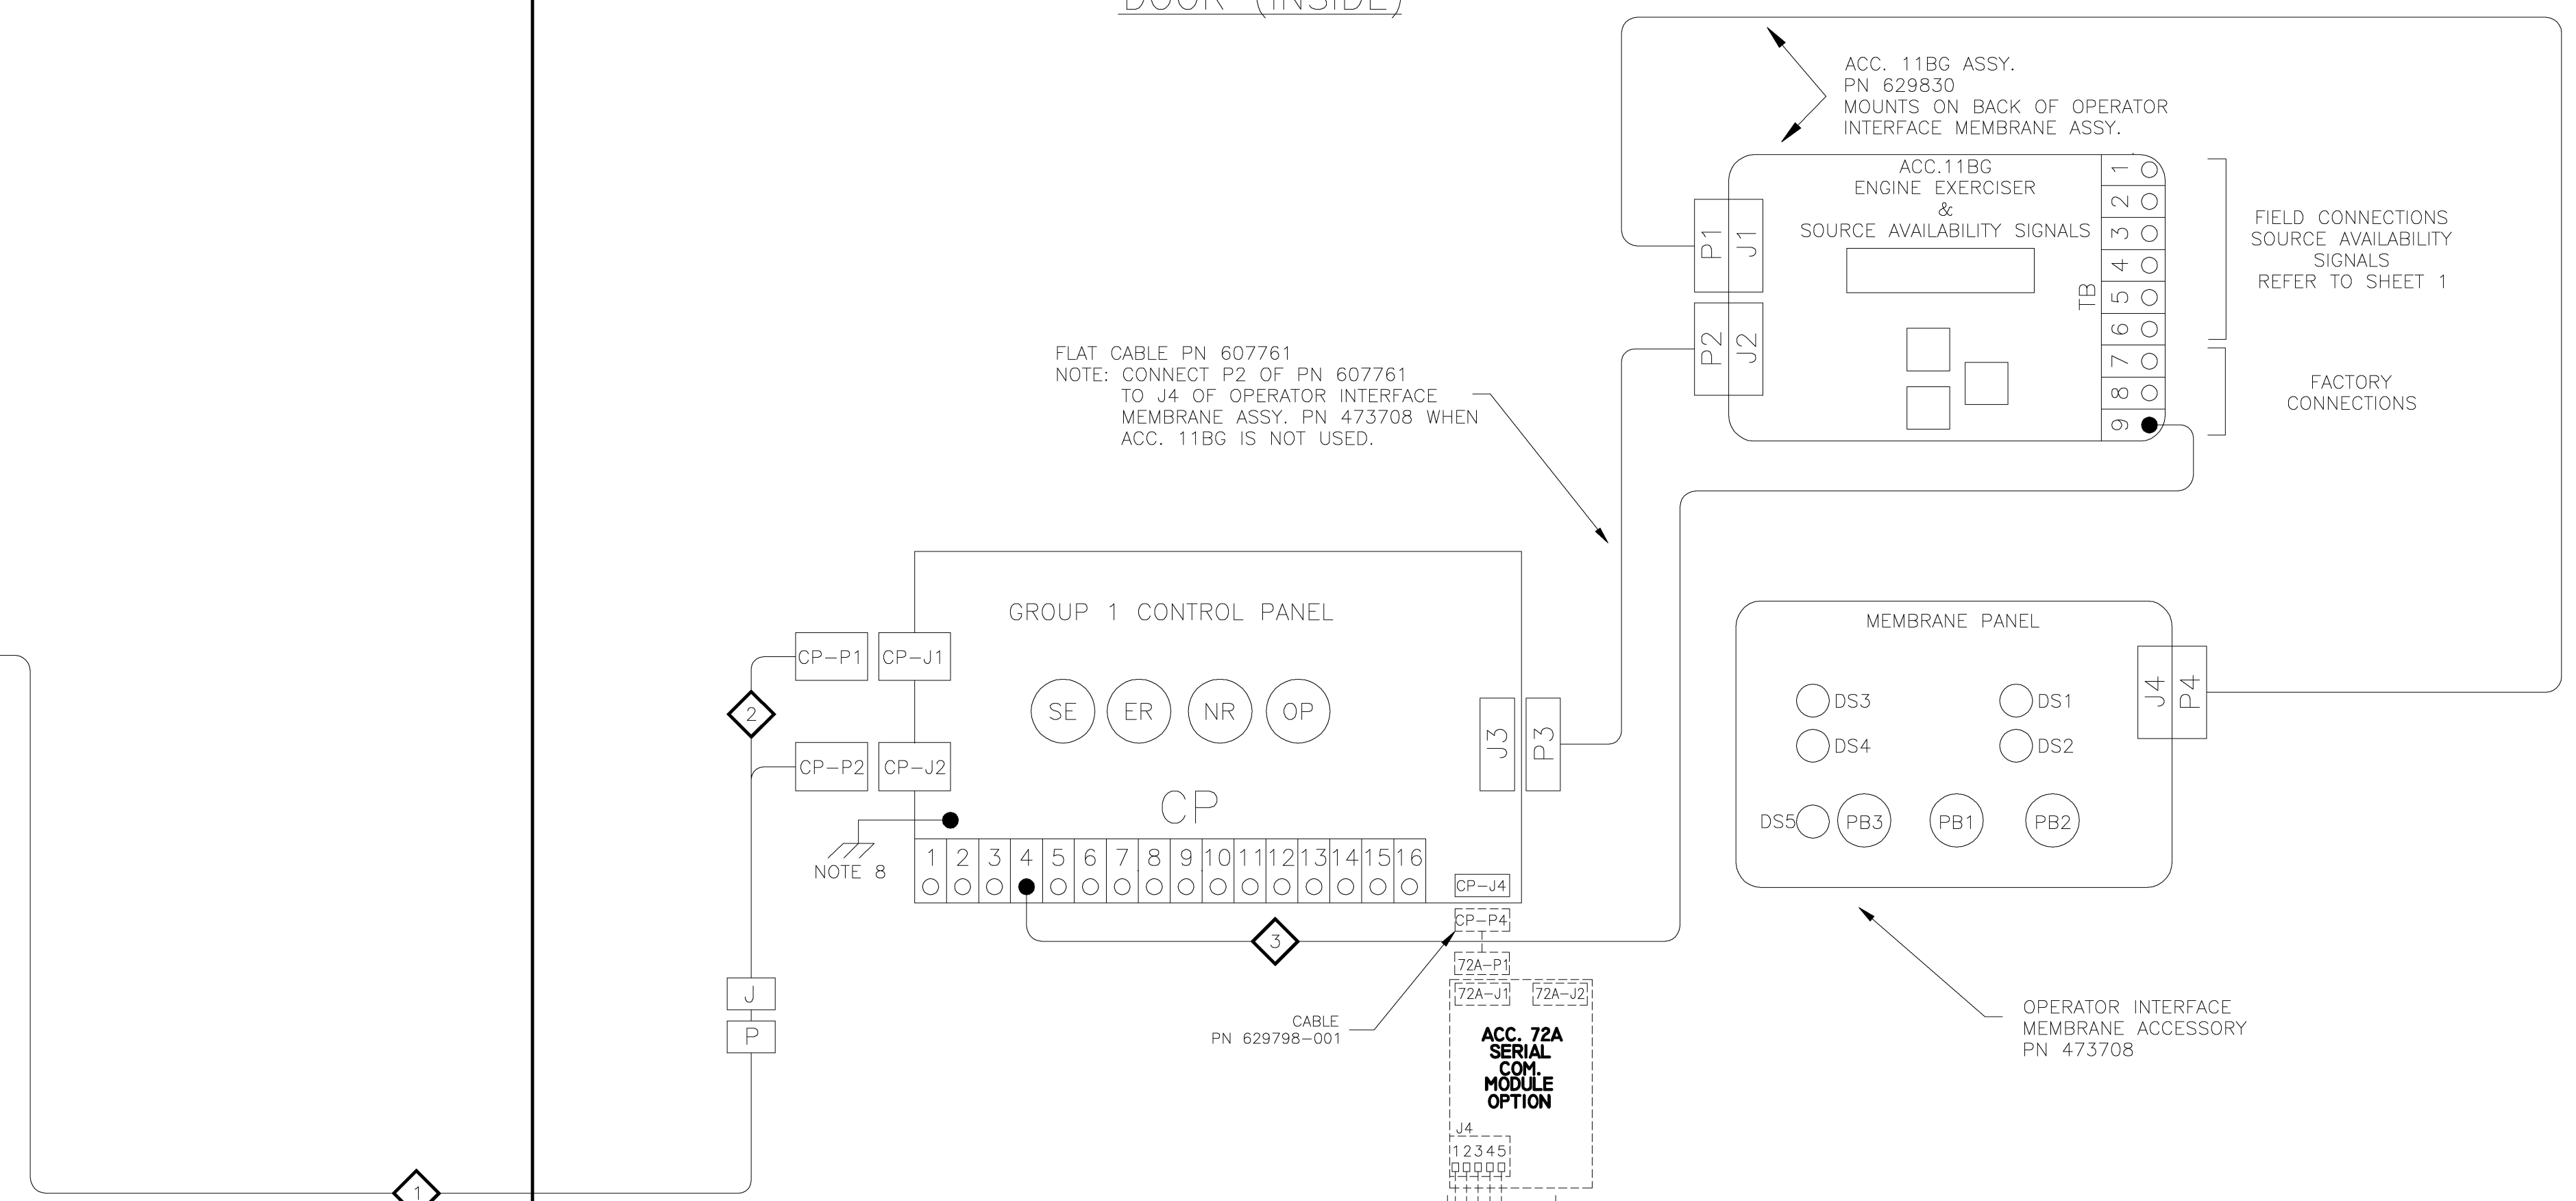 DOOR (INSIDE)
ACC. 11BG ASSY.
PN 629830
MOUNTS ON BACK OF OPERATOR
INTERFACE MEMBRANE ASSY.
ACC.11BG
ENGINE EXERCISER
&
SOURCE AVAILABILITY SIGNALS
P1
J1
P2
J2
TB
1
2
3
4
5
6
7
8
9
FIELD CONNECTIONS
SOURCE AVAILABILITY
SIGNALS
REFER TO SHEET 1
FACTORY
CONNECTIONS
FLAT CABLE PN 607761
NOTE: CONNECT P2 OF PN 607761
TO J4 OF OPERATOR INTERFACE
MEMBRANE ASSY. PN 473708 WHEN
ACC. 11BG IS NOT USED.
GROUP 1 CONTROL PANEL
CP-P1
CP-J1
SE
ER
NR
OP
2
CP-P2
CP-J2
J3
P3
CP
NOTE 8
1 2 3 4 5 6 7 8 9 10 11 12 13 14 15 16
CP-J4
CP-P4
3
72A-P1
72A-J1
72A-J2
CABLE
PN 629798-001
ACC. 72A
SERIAL
COM.
MODULE
OPTION
J4
12345
MEMBRANE PANEL
DS3
DS1
DS4
DS2
J4
P4
DS5
PB3
PB1
PB2
OPERATOR INTERFACE
MEMBRANE ACCESSORY
PN 473708
J
P
1